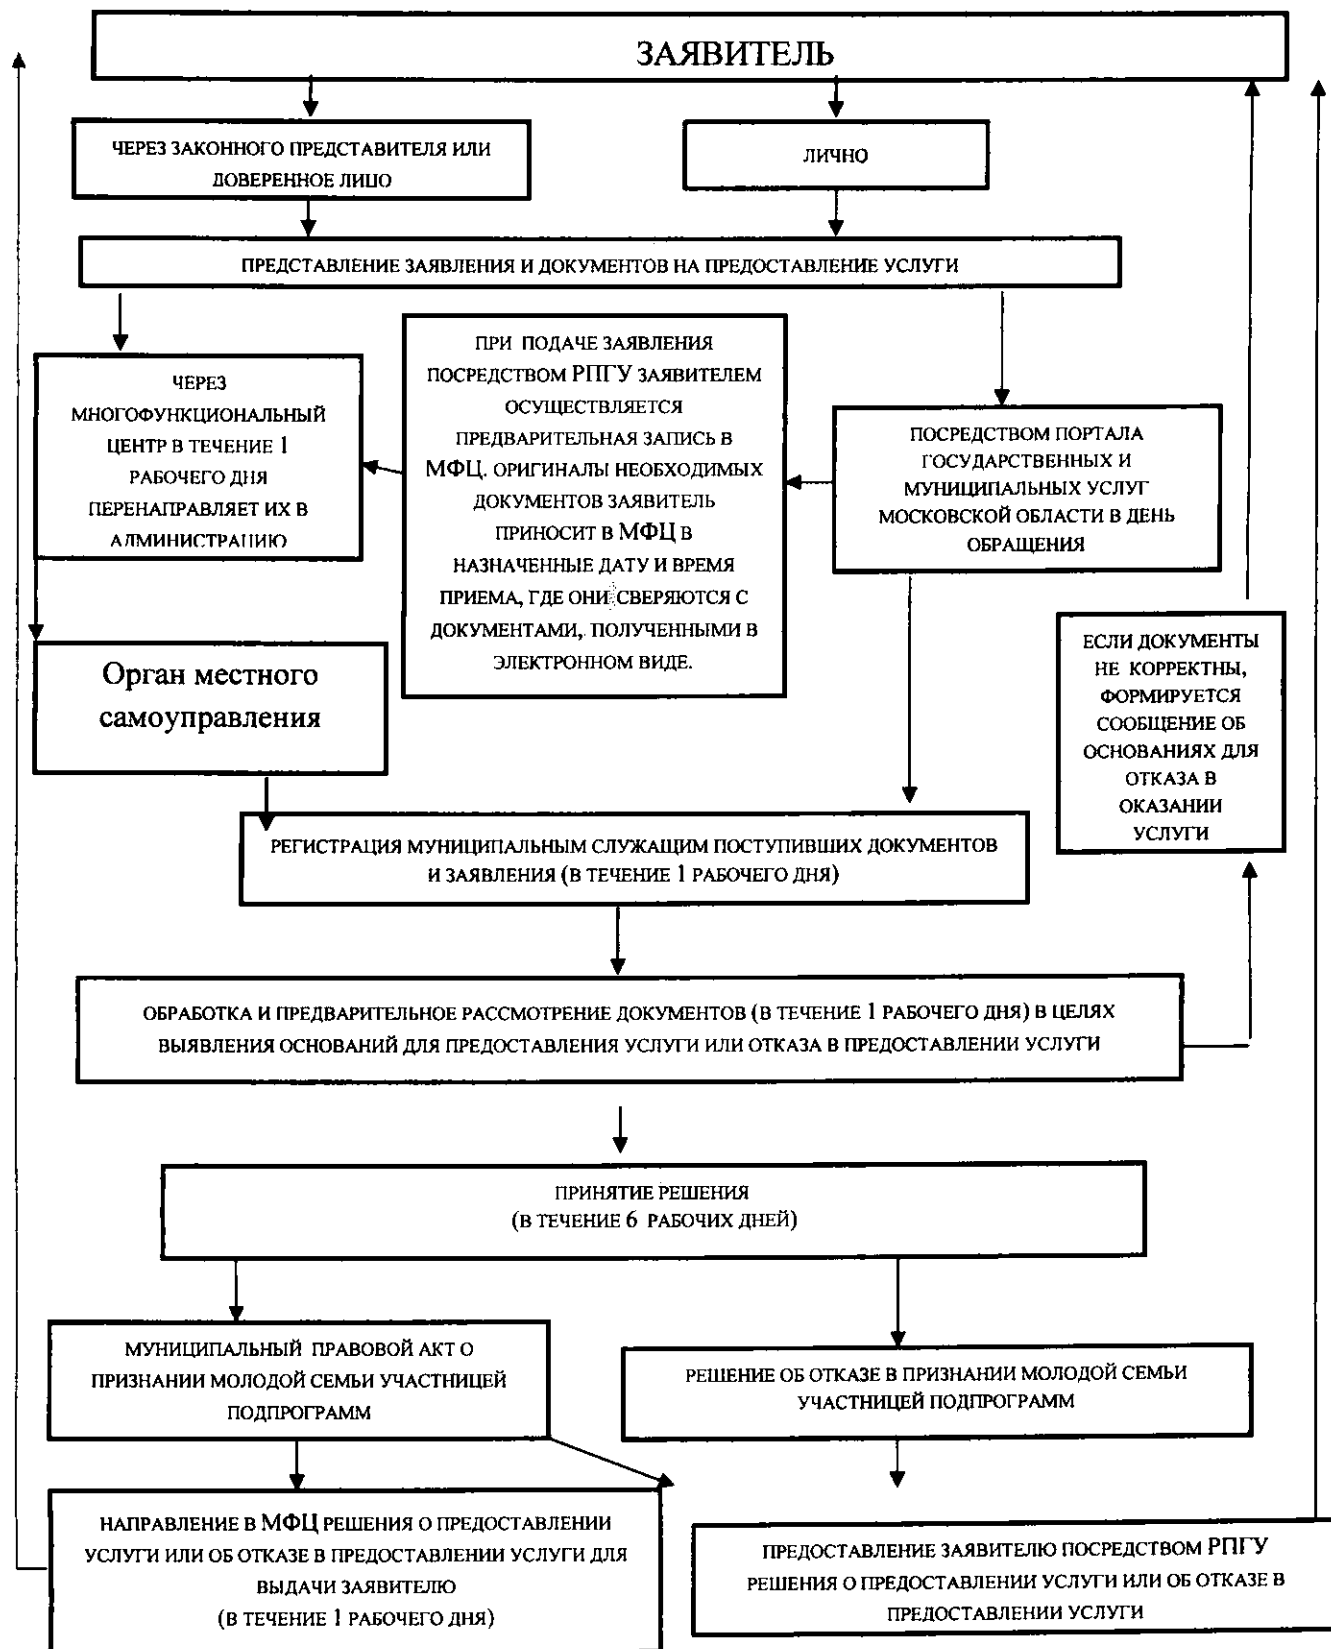 ЗАЯВИТЕЛЬ
ЧЕРЕЗ ЗАКОННОГО ПРЕДСТАВИТЕЛЯ ИЛИ
ДОВЕРЕННОЕ ЛИЦО
ЛИЧНО
ПРЕДСТАВЛЕНИЕ ЗАЯВЛЕНИЯ И ДОКУМЕНТОВ НА ПРЕДОСТАВЛЕНИЕ УСЛУГИ
ЧЕРЕЗ
МНОГОФУНКЦИОНАЛЬНЫЙ
ЦЕНТР В ТЕЧЕНИЕ 1
РАБОЧЕГО ДНЯ
ПЕРЕНАПРАВЛЯЕТ ИХ В
АДМИНИСТРАЦИЮ
ПРИ ПОДАЧЕ ЗАЯВЛЕНИЯ
ПОСРЕДСТВОМ РПГУ ЗАЯВИТЕЛЕМ
ОСУЩЕСТВЛЯЕТСЯ
ПРЕДВАРИТЕЛЬНАЯ ЗАПИСЬ В
МФЦ. ОРИГИНАЛЫ НЕОБХОДИМЫХ
ДОКУМЕНТОВ ЗАЯВИТЕЛЬ
ПРИНОСИТ В МФЦ В
НАЗНАЧЕННЫЕ ДАТУ И ВРЕМЯ
ПРИЕМА, ГДЕ ОНИ СВЕРЯЮТСЯ С
ДОКУМЕНТАМИ, ПОЛУЧЕННЫМИ В
ЭЛЕКТРОННОМ ВИДЕ.
ПОСРЕДСТВОМ ПОРТАЛА
ГОСУДАРСТВЕННЫХ И
МУНИЦИПАЛЬНЫХ УСЛУГ
МОСКОВСКОЙ ОБЛАСТИ В ДЕНЬ
ОБРАЩЕНИЯ
Орган местного
самоуправления
ЕСЛИ ДОКУМЕНТЫ
НЕ КОРРЕКТНЫ,
ФОРМИРУЕТСЯ
СООБЩЕНИЕ ОБ
ОСНОВАНИЯХ ДЛЯ
ОТКАЗА В
ОКАЗАНИИ
УСЛУГИ
РЕГИСТРАЦИЯ МУНИЦИПАЛЬНЫМ СЛУЖАЩИМ ПОСТУПИВШИХ ДОКУМЕНТОВ
И ЗАЯВЛЕНИЯ (В ТЕЧЕНИЕ 1 РАБОЧЕГО ДНЯ)
ОБРАБОТКА И ПРЕДВАРИТЕЛЬНОЕ РАССМОТРЕНИЕ ДОКУМЕНТОВ (В ТЕЧЕНИЕ 1 РАБОЧЕГО ДНЯ) В ЦЕЛЯХ
ВЫЯВЛЕНИЯ ОСНОВАНИЙ ДЛЯ ПРЕДОСТАВЛЕНИЯ УСЛУГИ ИЛИ ОТКАЗА В ПРЕДОСТАВЛЕНИИ УСЛУГИ
ПРИНЯТИЕ РЕШЕНИЯ
(В ТЕЧЕНИЕ 6 РАБОЧИХ ДНЕЙ)
МУНИЦИПАЛЬНЫЙ ПРАВОВОЙ АКТ О
ПРИЗНАНИИ МОЛОДОЙ СЕМЬИ УЧАСТНИЦЕЙ
ПОДПРОГРАММ
РЕШЕНИЕ ОБ ОТКАЗЕ В ПРИЗНАНИИ МОЛОДОЙ СЕМЬИ
УЧАСТНИЦЕЙ ПОДПРОГРАММ
НАПРАВЛЕНИЕ В МФЦ РЕШЕНИЯ О ПРЕДОСТАВЛЕНИИ
УСЛУГИ ИЛИ ОБ ОТКАЗЕ В ПРЕДОСТАВЛЕНИИ УСЛУГИ ДЛЯ
ВЫДАЧИ ЗАЯВИТЕЛЮ
(В ТЕЧЕНИЕ 1 РАБОЧЕГО ДНЯ)
ПРЕДОСТАВЛЕНИЕ ЗАЯВИТЕЛЮ ПОСРЕДСТВОМ РПГУ
РЕШЕНИЯ О ПРЕДОСТАВЛЕНИИ УСЛУГИ ИЛИ ОБ ОТКАЗЕ В
ПРЕДОСТАВЛЕНИИ УСЛУГИ